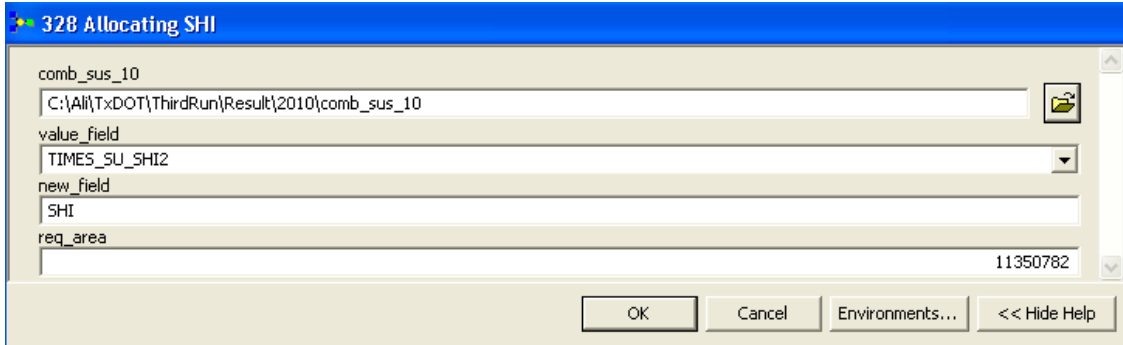 328 Allocating SHI
comb_sus_10
C:\Ali\TxDOT\ThirdRun\Result\2010\comb_sus_10
value_field
TIMES_SU_SHI2
new_field
SHI
req_area
11350782
OK Cancel Environments... << Hide Help